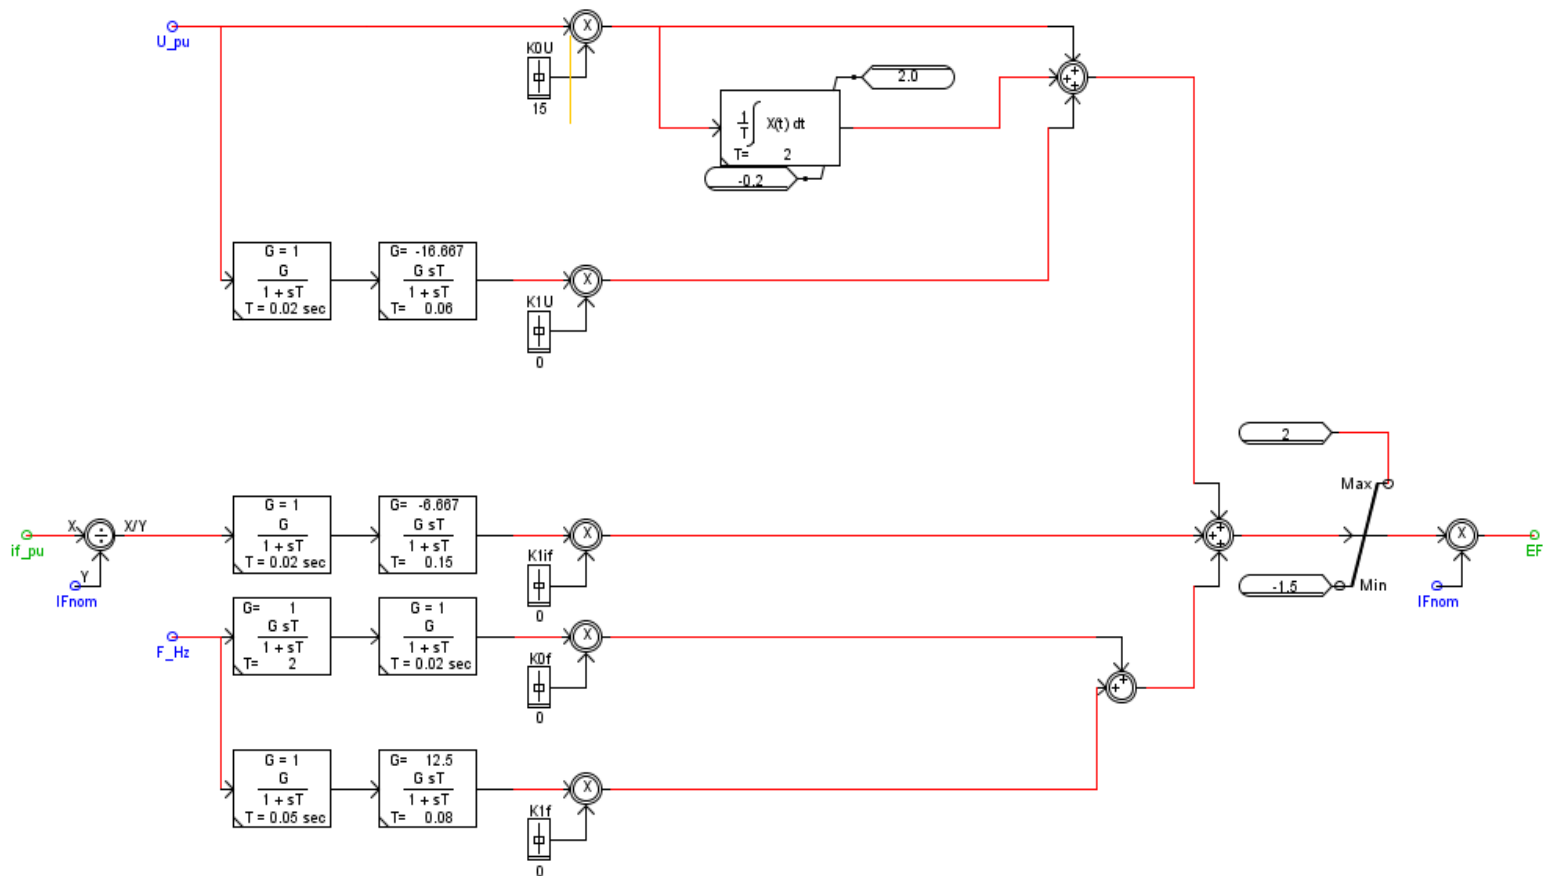 U_pu
X
K0U
15
2.0
+
+
+
1
T
X(t) dt
T= 2
-0.2
G = 1
G
1 + sT
T = 0.02 sec
G= -16.667
G sT
1 + sT
T= 0.06
X
K1U
0
2
Max
if_pu
X
÷
X/Y
Y
IFnom
G = 1
G
1 + sT
T = 0.02 sec
G= -6.667
G sT
1 + sT
T= 0.15
X
K1if
0
+
+
+
-1.5
Min
X
IFnom
EF
F_Hz
G= 1
G sT
1 + sT
T= 2
G = 1
G
1 + sT
T = 0.02 sec
X
K0f
0
+
+
G = 1
G
1 + sT
T = 0.05 sec
G= 12.5
G sT
1 + sT
T= 0.08
X
K1f
0